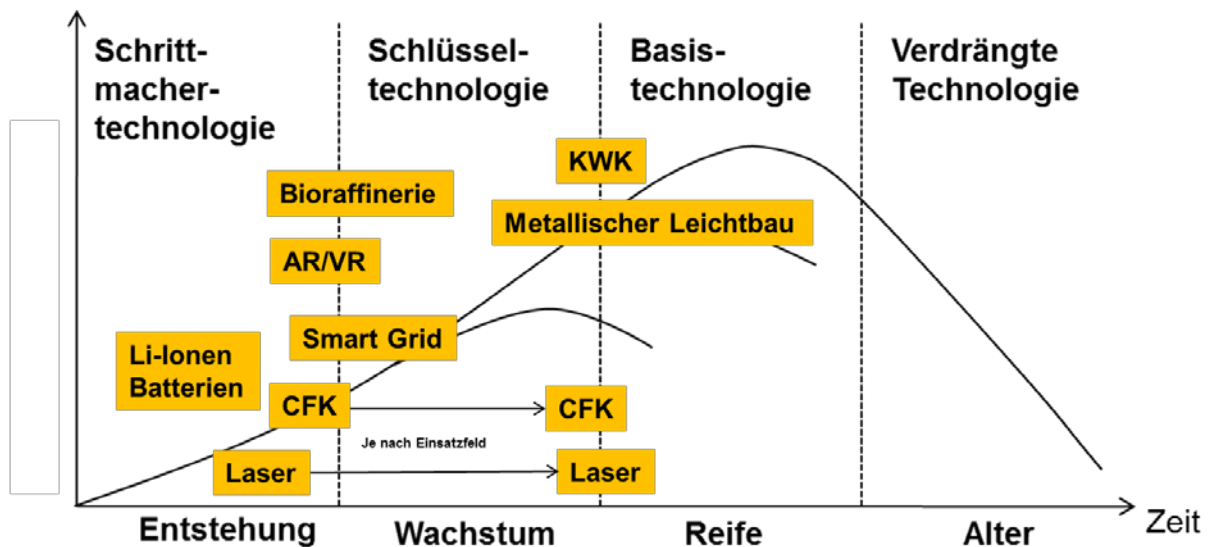 Schritt-
macher-
technologie
Schlüssel-
technologie
Basis-
technologie
Verdrängte
Technologie
KWK
Bioraffinerie
Metallischer Leichtbau
AR/VR
Smart Grid
Li-Ionen
Batterien
CFK
CFK
Je nach Einsatzfeld
Laser
Laser
Entstehung
Wachstum
Reife
Alter
Zeit